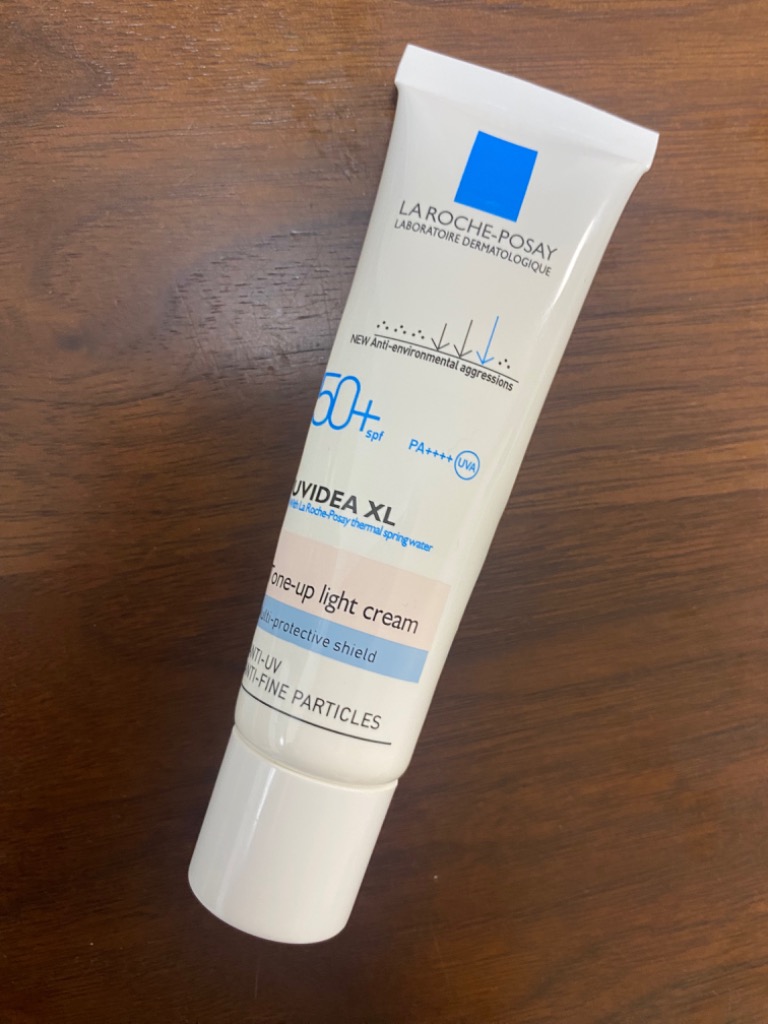 LA ROCHE-POSAY
LABORATOIRE DERMATOLOGIQUE
NEW Anti-environmental aggressions
50+
spf
PA++++ UVA
UVIDEA XL
with La Roche-Posay thermal spring water
Tone-up light cream
multi-protective shield
ANTI-UV
ANTI-FINE PARTICLES